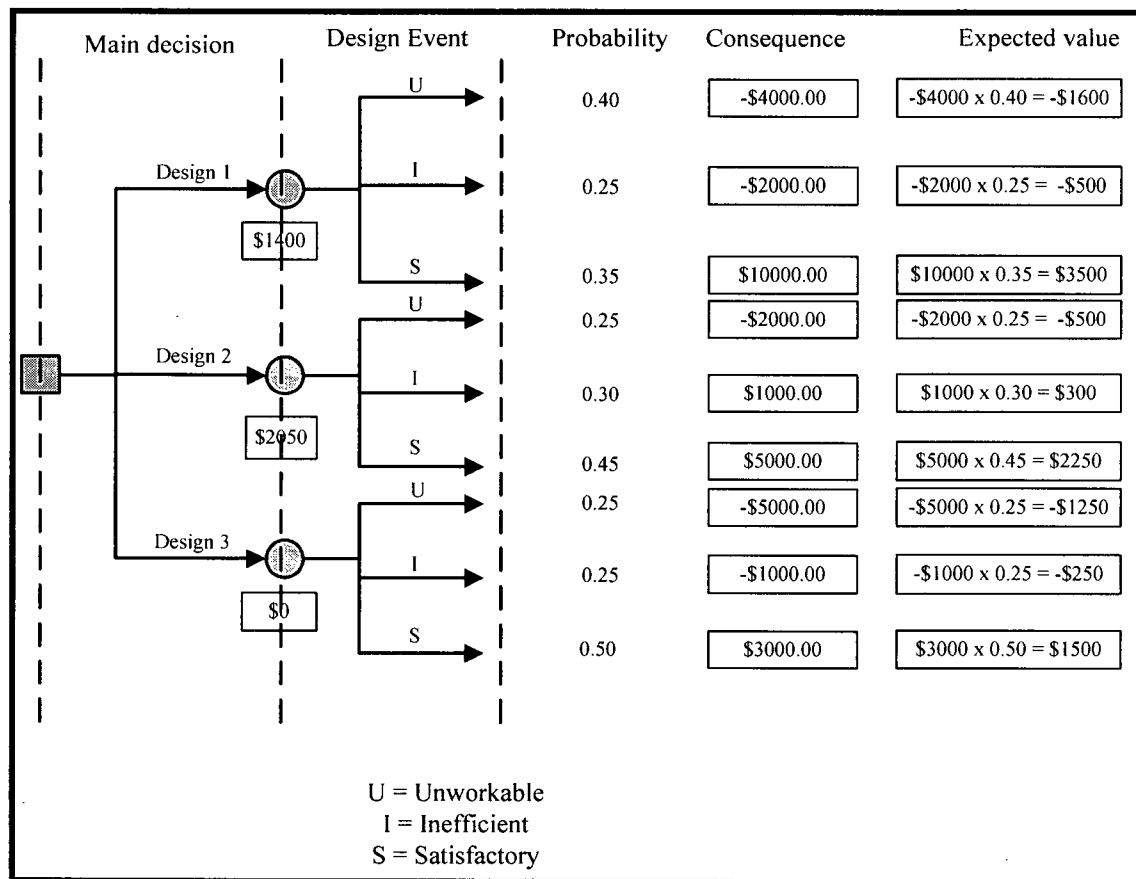 Main decision Design Event Probability Consequence Expected value
U 0.40 -$4000.00 -$4000 x 0.40 = -$1600
Design 1 I 0.25 -$2000.00 -$2000 x 0.25 = -$500
$1400
S 0.35 $10000.00 $10000 x 0.35 = $3500
U 0.25 -$2000.00 -$2000 x 0.25 = -$500
Design 2 I 0.30 $1000.00 $1000 x 0.30 = $300
$2050
S 0.45 $5000.00 $5000 x 0.45 = $2250
U 0.25 -$5000.00 -$5000 x 0.25 = -$1250
Design 3 I 0.25 -$1000.00 -$1000 x 0.25 = -$250
$0
S 0.50 $3000.00 $3000 x 0.50 = $1500
U = Unworkable
I = Inefficient
S = Satisfactory